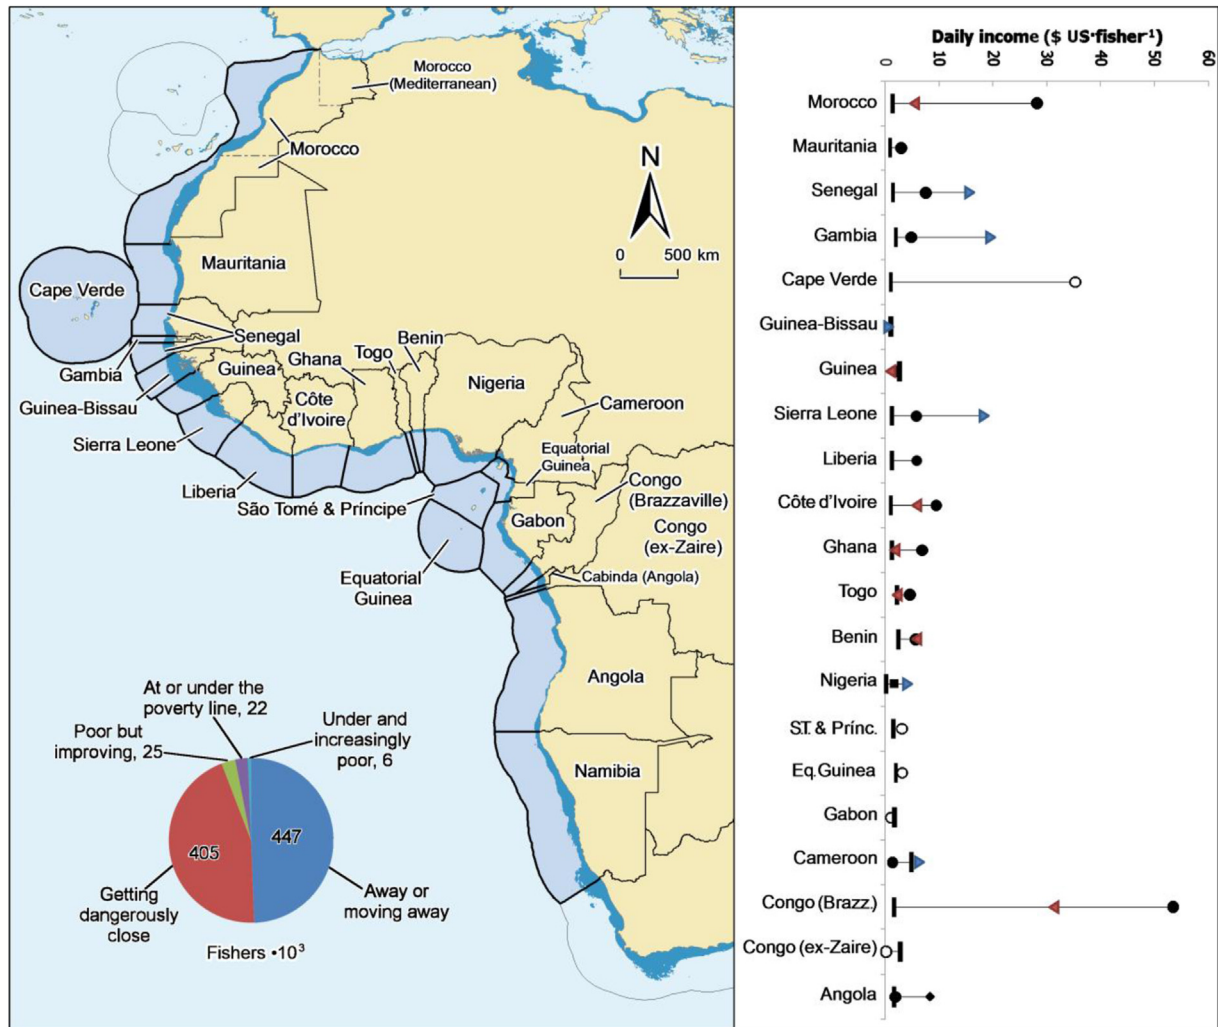 Morocco
(Mediterranean)
Morocco
N
0 500 km
Mauritania
Cape Verde
Senegal
Gambia
Guinea
Guinea-Bissau
Sierra Leone
Côte
d'Ivoire
Ghana
Togo
Benin
Nigeria
Cameroon
Liberia
São Tomé & Príncipe
Equatorial
Guinea
Gabon
Congo
(Brazzaville)
Congo
(ex-Zaire)
Equatorial
Guinea
Cabinda (Angola)
Angola
Namibia
At or under the
poverty line, 22
Poor but
improving, 25
Under and
increasingly
poor, 6
405
447
Getting
dangerously
close
Away or
moving away
Fishers •10³
Daily income ($ US•fisher¹)
0
10
20
30
40
50
60
Morocco
Mauritania
Senegal
Gambia
Cape Verde
Guinea-Bissau
Guinea
Sierra Leone
Liberia
Côte d'Ivoire
Ghana
Togo
Benin
Nigeria
S.T. & Prínc.
Eq.Guinea
Gabon
Cameroon
Congo (Brazz.)
Congo (ex-Zaire)
Angola